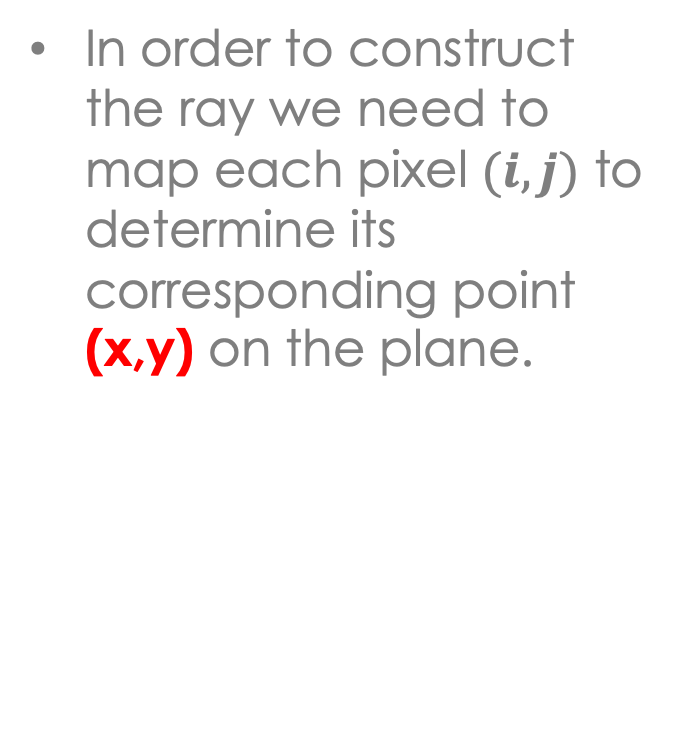 • In order to construct
the ray we need to
map each pixel (i, j) to
determine its
corresponding point
(x,y) on the plane.